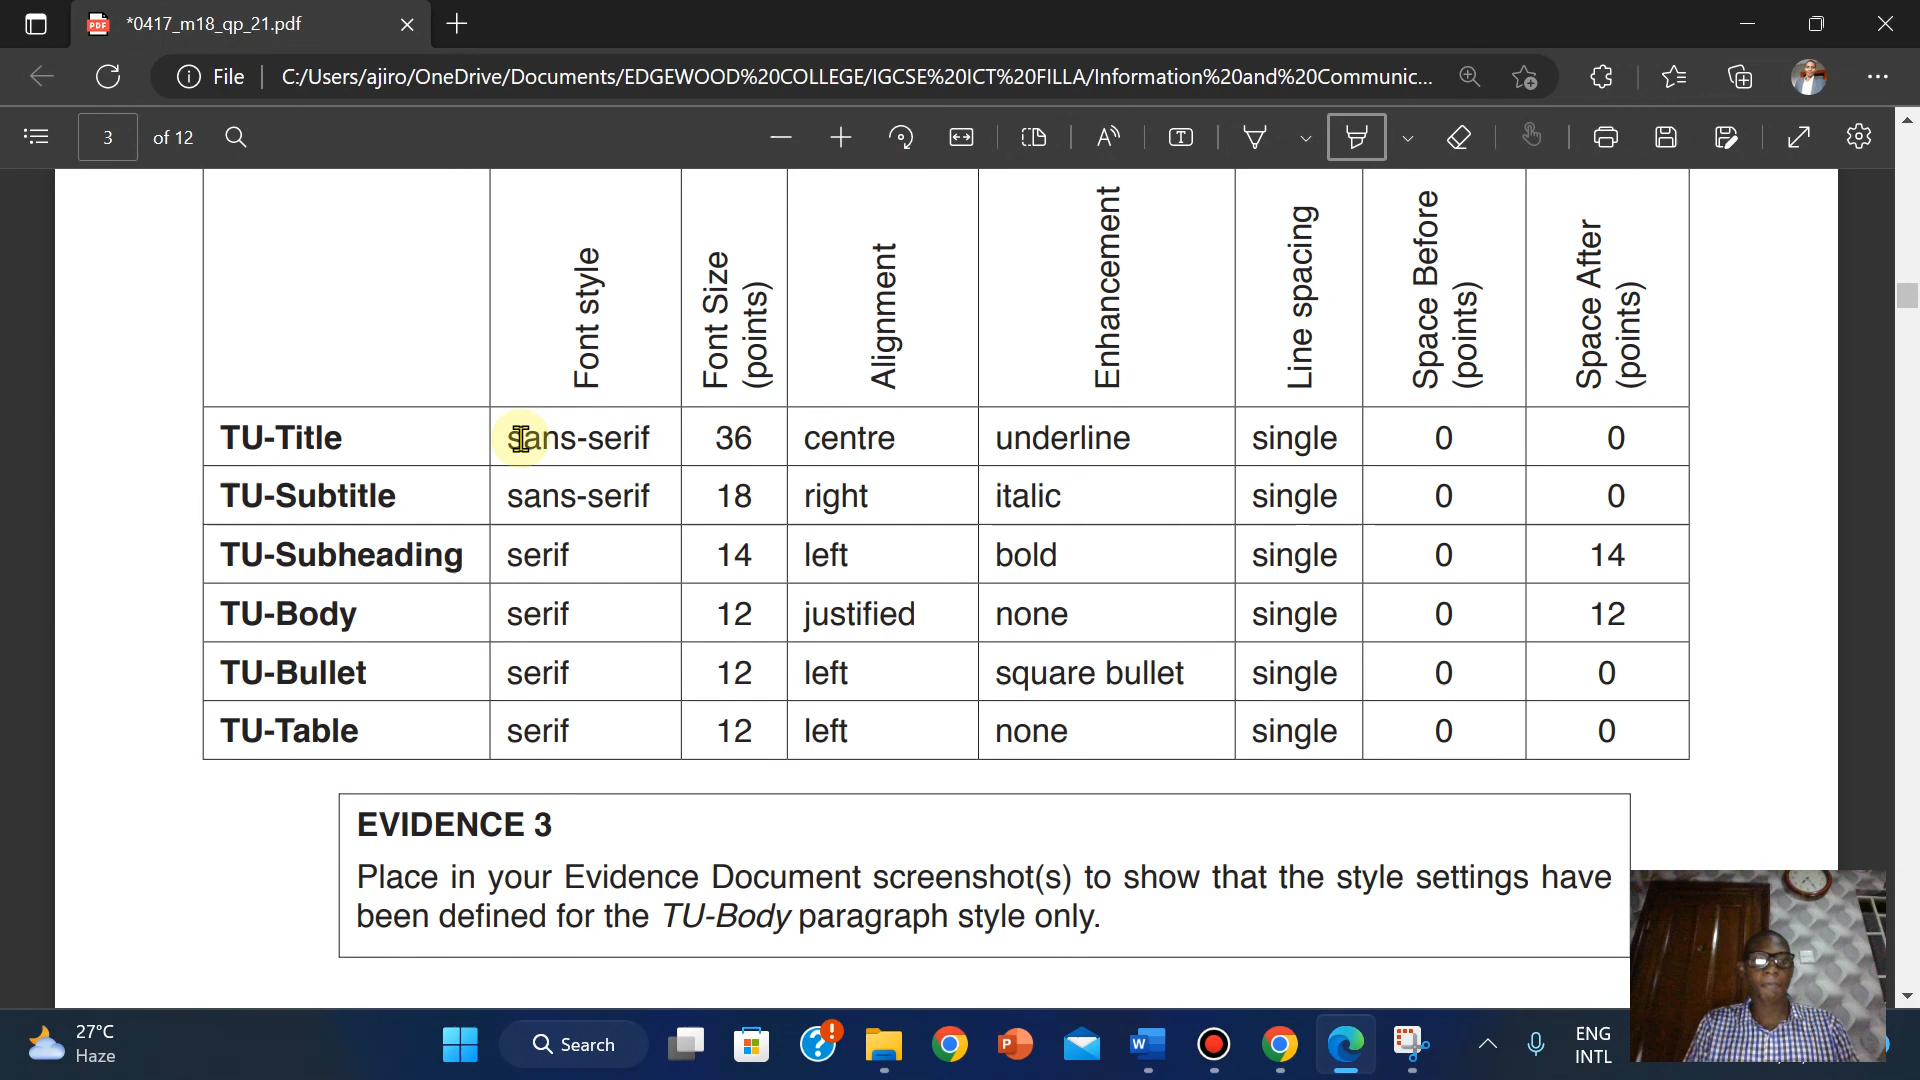 *0417_m18_qp_21.pdf
File
C:/Users/ajiro/OneDrive/Documents/EDGEWOOD%20COLLEGE/IGCSE%20ICT%20FILLA/Information%20and%20Communic...
3 of 12
Font style Font Size (points) Alignment Enhancement Line spacing Space Before (points) Space After (points)
TU-Title sans-serif 36 centre underline single 0 0
TU-Subtitle sans-serif 18 right italic single 0 0
TU-Subheading serif 14 left bold single 0 14
TU-Body serif 12 justified none single 0 12
TU-Bullet serif 12 left square bullet single 0 0
TU-Table serif 12 left none single 0 0
EVIDENCE 3
Place in your Evidence Document screenshot(s) to show that the style settings have
been defined for the TU-Body paragraph style only.
27°C
Haze
Search
ENG
INTL